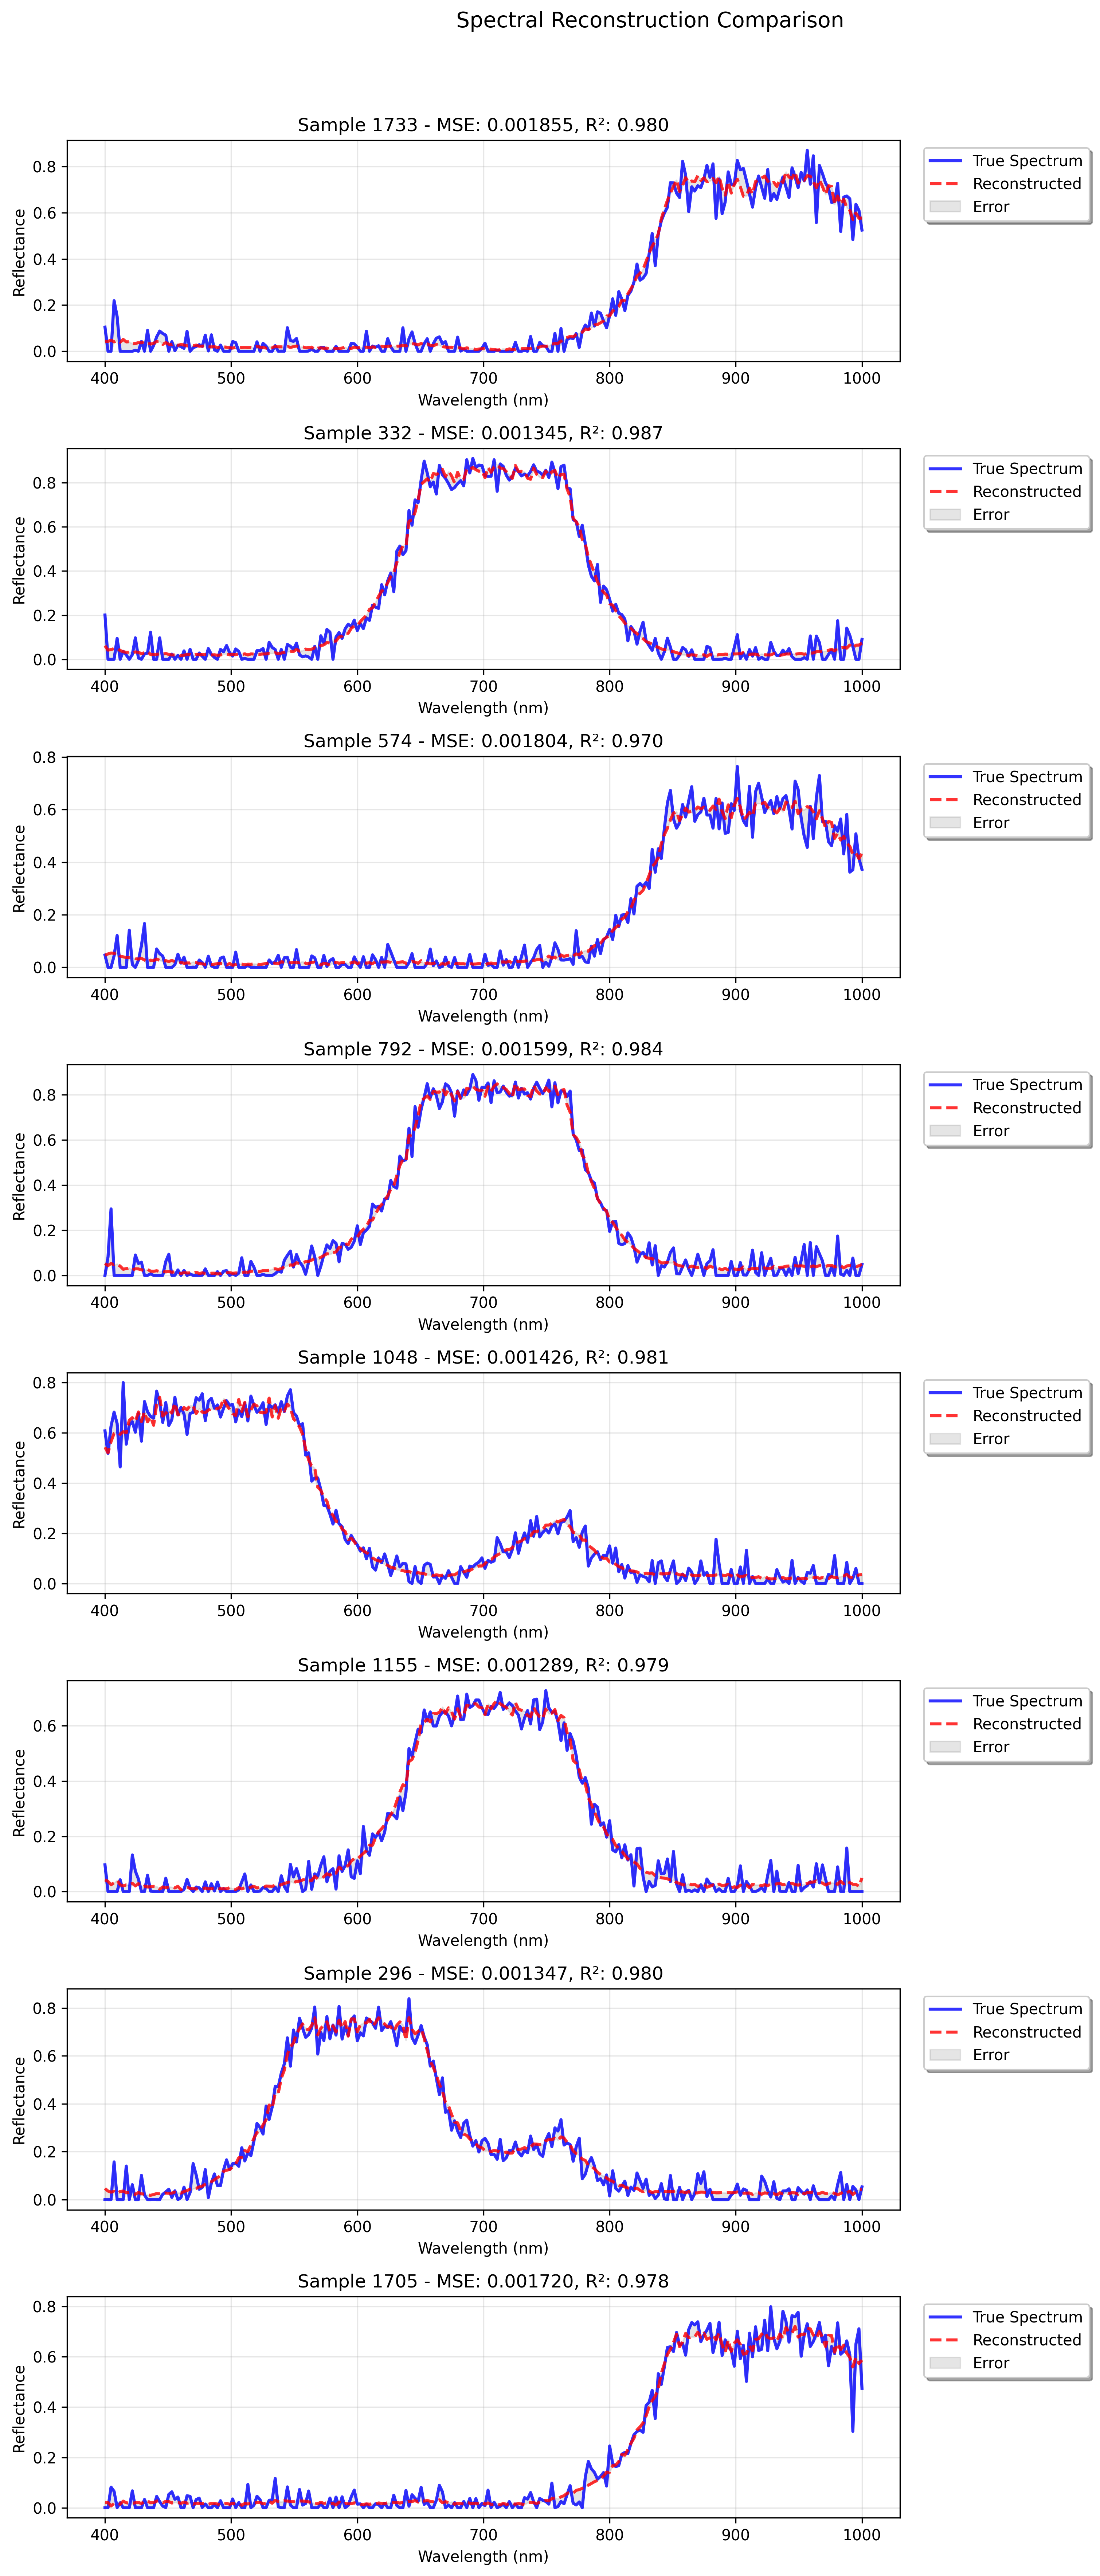 Spectral Reconstruction Comparison
Sample 1733 - MSE: 0.001855, R²: 0.980
Reflectance
0.8
0.6
0.4
0.2
0.0
400 500 600 700 800 900 1000
Wavelength (nm)
True Spectrum
Reconstructed
Error
Sample 332 - MSE: 0.001345, R²: 0.987
Reflectance
0.8
0.6
0.4
0.2
0.0
400 500 600 700 800 900 1000
Wavelength (nm)
True Spectrum
Reconstructed
Error
Sample 574 - MSE: 0.001804, R²: 0.970
Reflectance
0.8
0.6
0.4
0.2
0.0
400 500 600 700 800 900 1000
Wavelength (nm)
True Spectrum
Reconstructed
Error
Sample 792 - MSE: 0.001599, R²: 0.984
Reflectance
0.8
0.6
0.4
0.2
0.0
400 500 600 700 800 900 1000
Wavelength (nm)
True Spectrum
Reconstructed
Error
Sample 1048 - MSE: 0.001426, R²: 0.981
Reflectance
0.8
0.6
0.4
0.2
0.0
400 500 600 700 800 900 1000
Wavelength (nm)
True Spectrum
Reconstructed
Error
Sample 1155 - MSE: 0.001289, R²: 0.979
Reflectance
0.6
0.4
0.2
0.0
400 500 600 700 800 900 1000
Wavelength (nm)
True Spectrum
Reconstructed
Error
Sample 296 - MSE: 0.001347, R²: 0.980
Reflectance
0.8
0.6
0.4
0.2
0.0
400 500 600 700 800 900 1000
Wavelength (nm)
True Spectrum
Reconstructed
Error
Sample 1705 - MSE: 0.001720, R²: 0.978
Reflectance
0.8
0.6
0.4
0.2
0.0
400 500 600 700 800 900 1000
Wavelength (nm)
True Spectrum
Reconstructed
Error